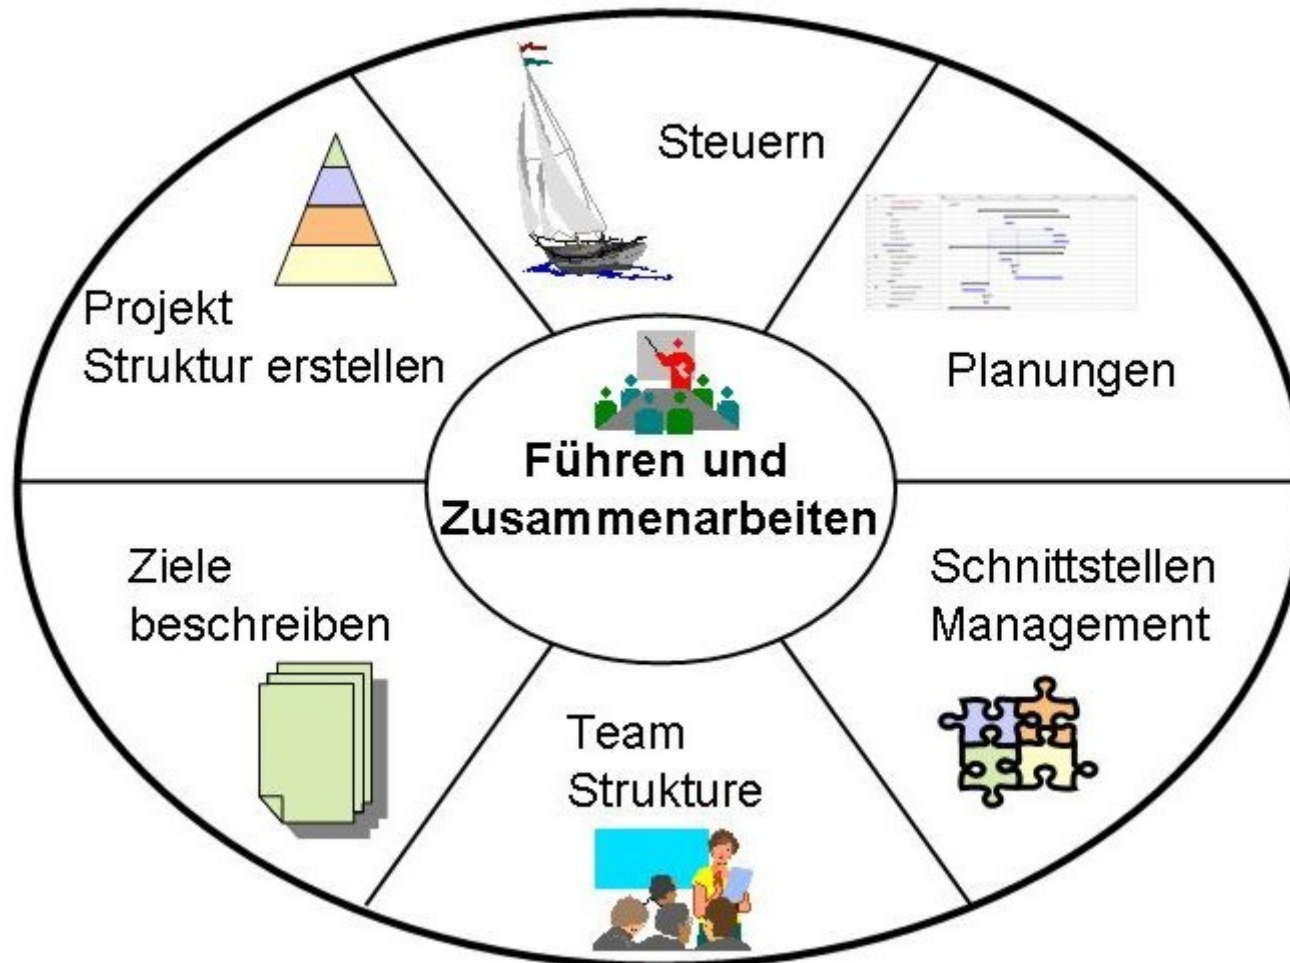 Steuern
Projekt
Struktur erstellen
Planungen
Führen und
Zusammenarbeiten
Ziele
beschreiben
Schnittstellen
Management
Team
Strukture